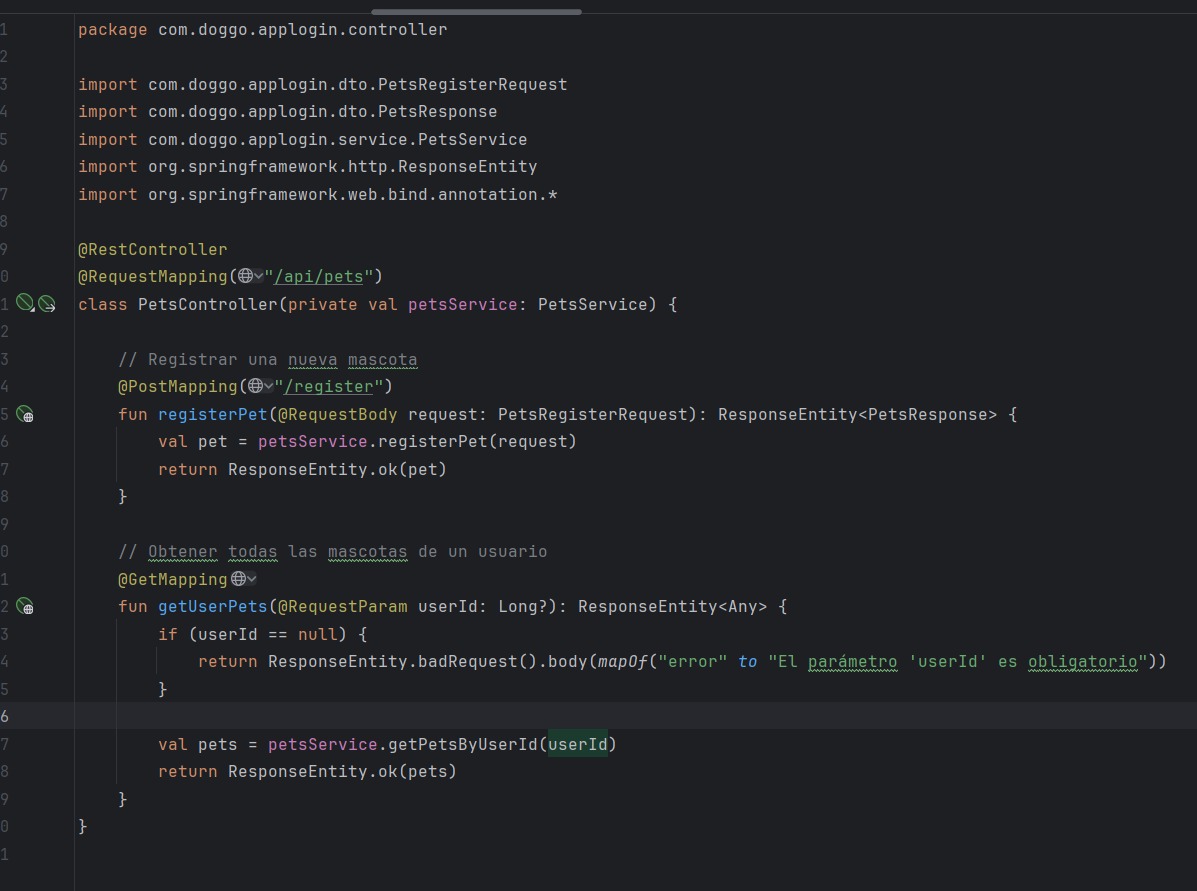 1 package com.doggo.applogin.controller
2
3 import com.doggo.applogin.dto.PetsRegisterRequest
4 import com.doggo.applogin.dto.PetsResponse
5 import com.doggo.applogin.service.PetsService
6 import org.springframework.http.ResponseEntity
7 import org.springframework.web.bind.annotation.*
8
9 @RestController
0 @RequestMapping("/api/pets")
1 class PetsController(private val petsService: PetsService) {
2
3     // Registrar una nueva mascota
4     @PostMapping("/register")
5     fun registerPet(@RequestBody request: PetsRegisterRequest): ResponseEntity<PetsResponse> {
6         val pet = petsService.registerPet(request)
7         return ResponseEntity.ok(pet)
8     }
9
0     // Obtener todas las mascotas de un usuario
1     @GetMapping
2     fun getUserPets(@RequestParam userId: Long?): ResponseEntity<Any> {
3         if (userId == null) {
4             return ResponseEntity.badRequest().body(mapOf("error" to "El parámetro 'userId' es obligatorio"))
5         }
6
7         val pets = petsService.getPetsByUserId(userId)
8         return ResponseEntity.ok(pets)
9     }
0 }
1